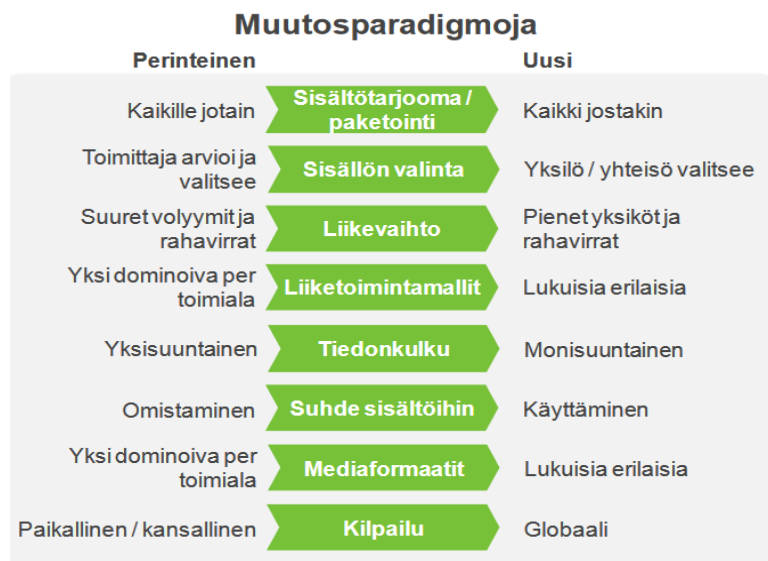 Muutosparadigmoja
Perinteinen
Uusi
Kaikille jotain
Sisältötarjooma /
paketointi
Kaikki jostakin
Toimittaja arvioi ja
valitsee
Sisällön valinta
Yksilö / yhteisö valitsee
Suuret volyymit ja
rahavirrat
Liikevaihto
Pienet yksiköt ja
rahavirrat
Yksi dominoiva per
toimiala
Liiketoimintamallit
Lukuisia erilaisia
Yksisuuntainen
Tiedonkulku
Monisuuntainen
Omistaminen
Suhde sisältöihin
Käyttäminen
Yksi dominoiva per
toimiala
Mediaformaatit
Lukuisia erilaisia
Paikallinen / kansallinen
Kilpailu
Globaali